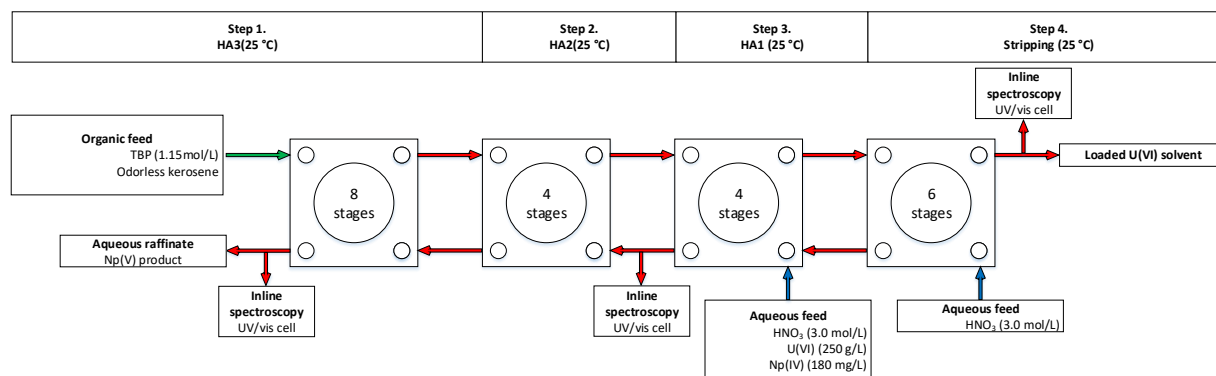 Step 1.
HA3(25 °C)
Step 2.
HA2(25 °C)
Step 3.
HA1 (25 °C)
Step 4.
Stripping (25 °C)
Inline
spectroscopy
UV/vis cell
Organic feed
TBP (1.15mol/L)
Odorless kerosene
Loaded U(VI) solvent
8
stages
4
stages
4
stages
6
stages
Aqueous raffinate
Np(V) product
Inline
spectroscopy
UV/vis cell
Inline
spectroscopy
UV/vis cell
Aqueous feed
HNO₃ (3.0 mol/L)
U(VI) (250 g/L)
Np(IV) (180 mg/L)
Aqueous feed
HNO₃ (3.0 mol/L)